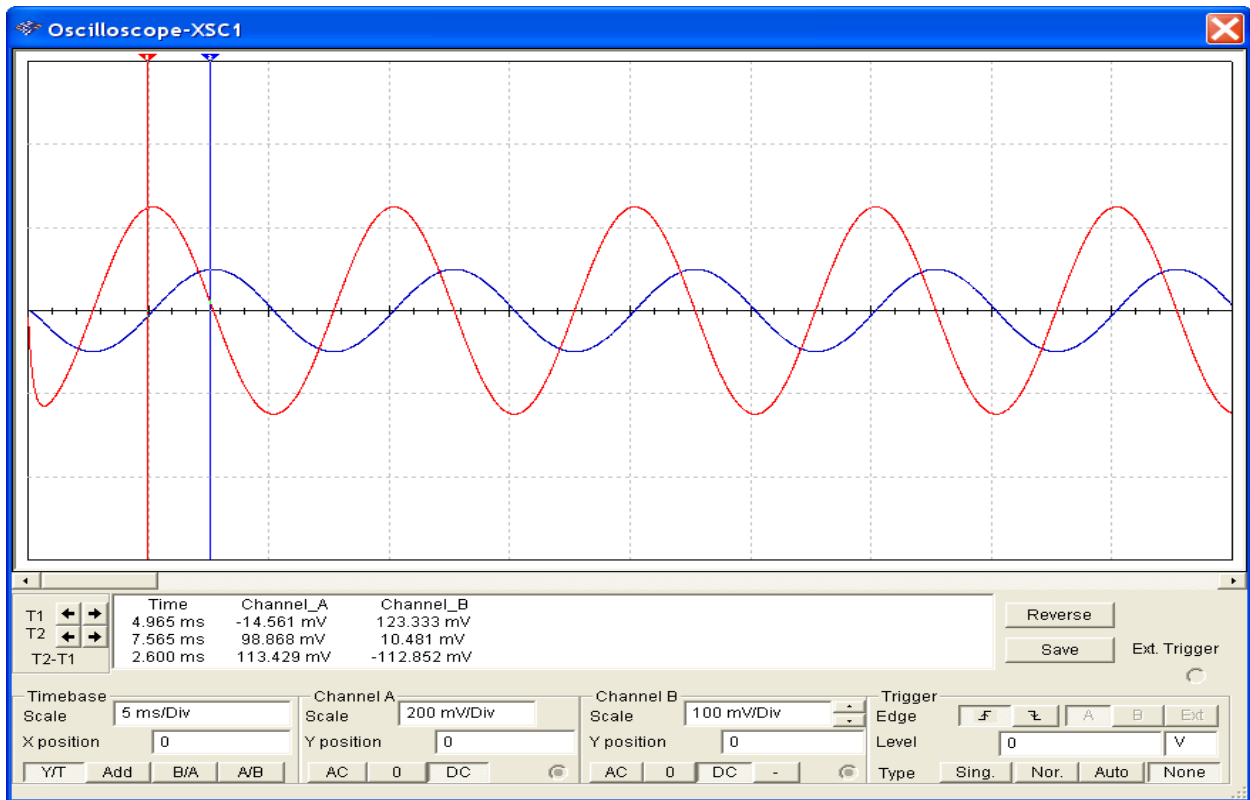 Oscilloscope-XSC1
1 2
Time Channel_A Channel_B
T1 4.965 ms -14.561 mV 123.333 mV
T2 7.565 ms 98.868 mV 10.481 mV
T2-T1 2.600 ms 113.429 mV -112.852 mV
Reverse
Save
Ext. Trigger
Timebase
Scale 5 ms/Div
X position 0
Y/T Add B/A A/B
Channel A
Scale 200 mV/Div
Y position 0
AC 0 DC
Channel B
Scale 100 mV/Div
Y position 0
AC 0 DC -
Trigger
Edge A B Ext
Level 0 V
Type Sing. Nor. Auto None